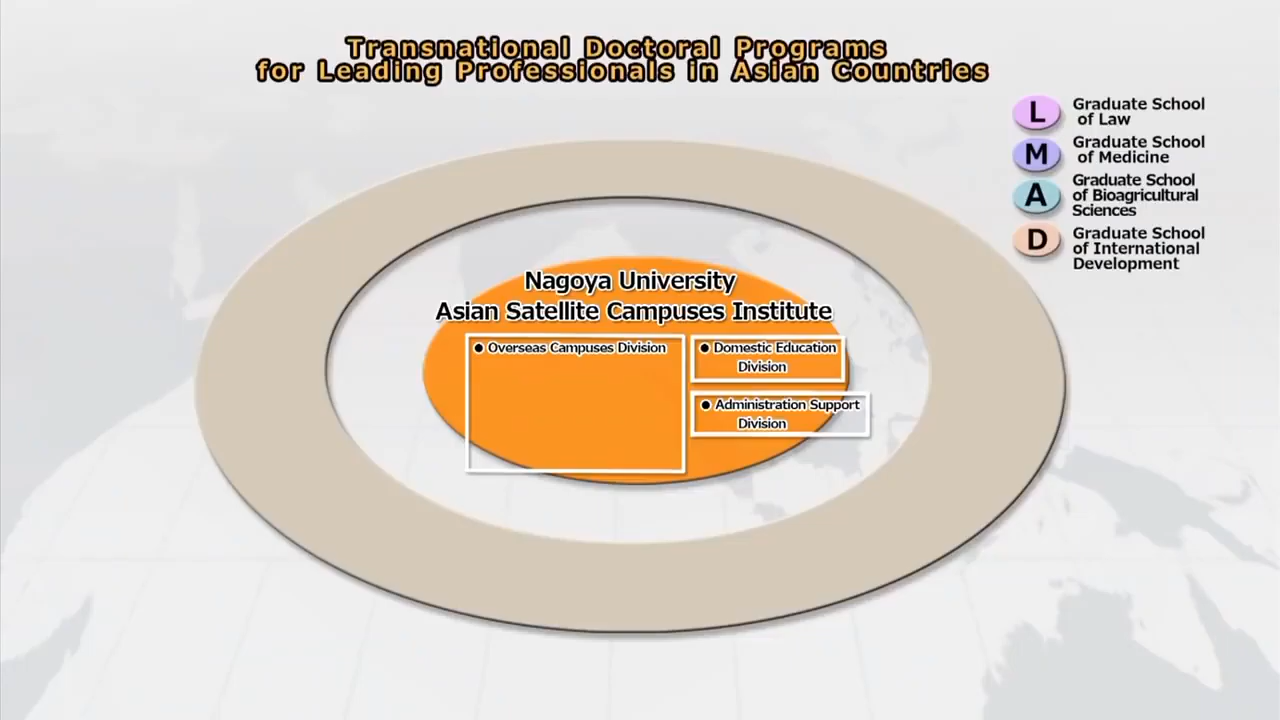 Transnational Doctoral Programs
for Leading Professionals in Asian Countries
L
Graduate School
of Law
M
Graduate School
of Medicine
A
Graduate School
of Bioagricultural
Sciences
D
Graduate School
of International
Development
Nagoya University
Asian Satellite Campuses Institute
● Overseas Campuses Division
● Domestic Education
Division
● Administration Support
Division